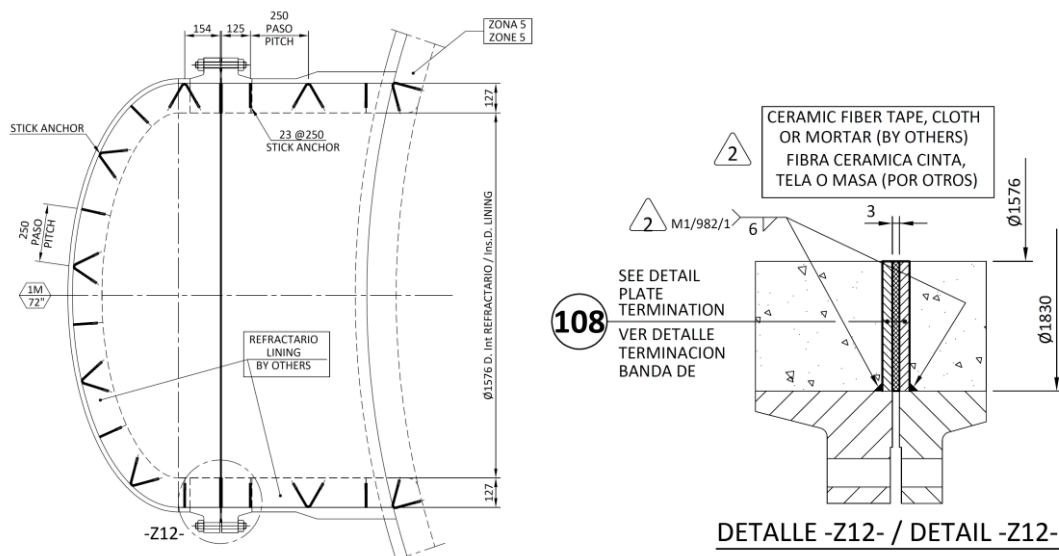 250
PASO
PITCH
154
125
ZONA 5
ZONE 5
127
STICK ANCHOR
23 @250
STICK ANCHOR
250
PASO
PITCH
1M
72"
REFRACTARIO
LINING
BY OTHERS
Ø1576 D. Int REFRACTARIO / Ins.D. LINING
127
-Z12-
CERAMIC FIBER TAPE, CLOTH
OR MORTAR (BY OTHERS)
FIBRA CERAMICA CINTA,
TELA O MASA (POR OTROS)
2
2
M1/982/1
6
3
Ø1576
Ø1830
SEE DETAIL
PLATE
TERMINATION
108
VER DETALLE
TERMINACION
BANDA DE
DETALLE -Z12- / DETAIL -Z12-